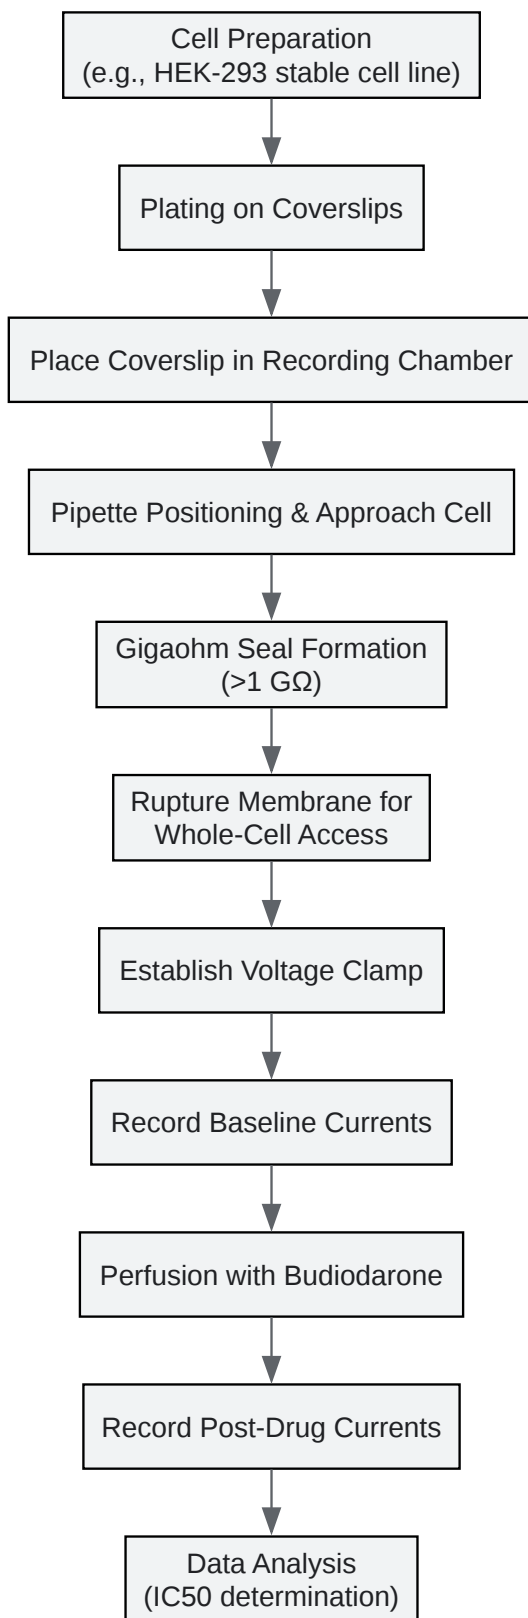 Cell Preparation
(e.g., HEK-293 stable cell line)
Plating on Coverslips
Place Coverslip in Recording Chamber
Pipette Positioning & Approach Cell
Gigaohm Seal Formation
(>1 GΩ)
Rupture Membrane for
Whole-Cell Access
Establish Voltage Clamp
Record Baseline Currents
Perfusion with Budiodarone
Record Post-Drug Currents
Data Analysis
(IC50 determination)